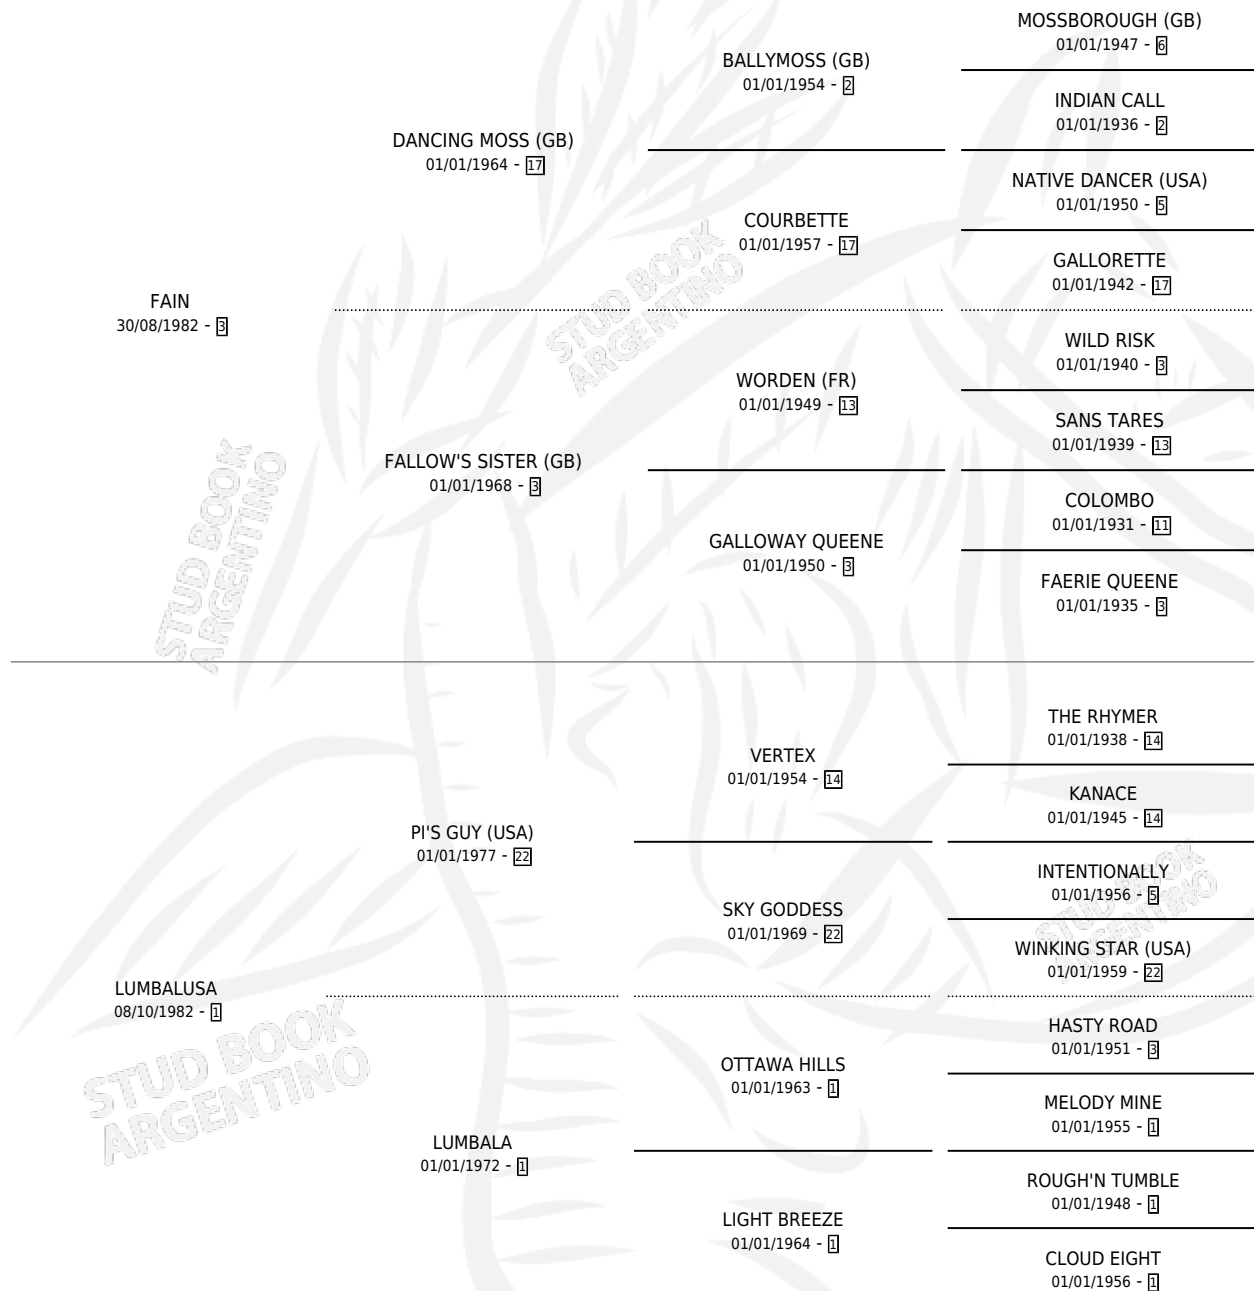 MOSSBOROUGH (GB)
01/01/1947 - 6
BALLYMOSS (GB)
01/01/1954 - 2
INDIAN CALL
01/01/1936 - 2
DANCING MOSS (GB)
01/01/1964 - 17
NATIVE DANCER (USA)
01/01/1950 - 5
COURBETTE
01/01/1957 - 17
GALLORETTE
01/01/1942 - 17
FAIN
30/08/1982 - 3
STUD BOOK
ARGENTINO
WILD RISK
01/01/1940 - 3
WORDEN (FR)
01/01/1949 - 13
SANS TARES
01/01/1939 - 13
FALLOW'S SISTER (GB)
01/01/1968 - 3
COLOMBO
01/01/1931 - 11
GALLOWAY QUEENE
01/01/1950 - 3
FAERIE QUEENE
01/01/1935 - 3
STUD BOOK
ARGENTINO
THE RHYMER
01/01/1938 - 14
VERTEX
01/01/1954 - 14
KANACE
01/01/1945 - 14
PI'S GUY (USA)
01/01/1977 - 22
INTENTIONALLY
01/01/1956 - 5
SKY GODDESS
01/01/1969 - 22
STUD BOOK
ARGENTINO
WINKING STAR (USA)
01/01/1959 - 22
LUMBALUSA
08/10/1982 - 1
STUD BOOK
ARGENTINO
HASTY ROAD
01/01/1951 - 3
OTTAWA HILLS
01/01/1963 - 1
MELODY MINE
01/01/1955 - 1
LUMBALA
01/01/1972 - 1
ROUGH'N TUMBLE
01/01/1948 - 1
LIGHT BREEZE
01/01/1964 - 1
CLOUD EIGHT
01/01/1956 - 1